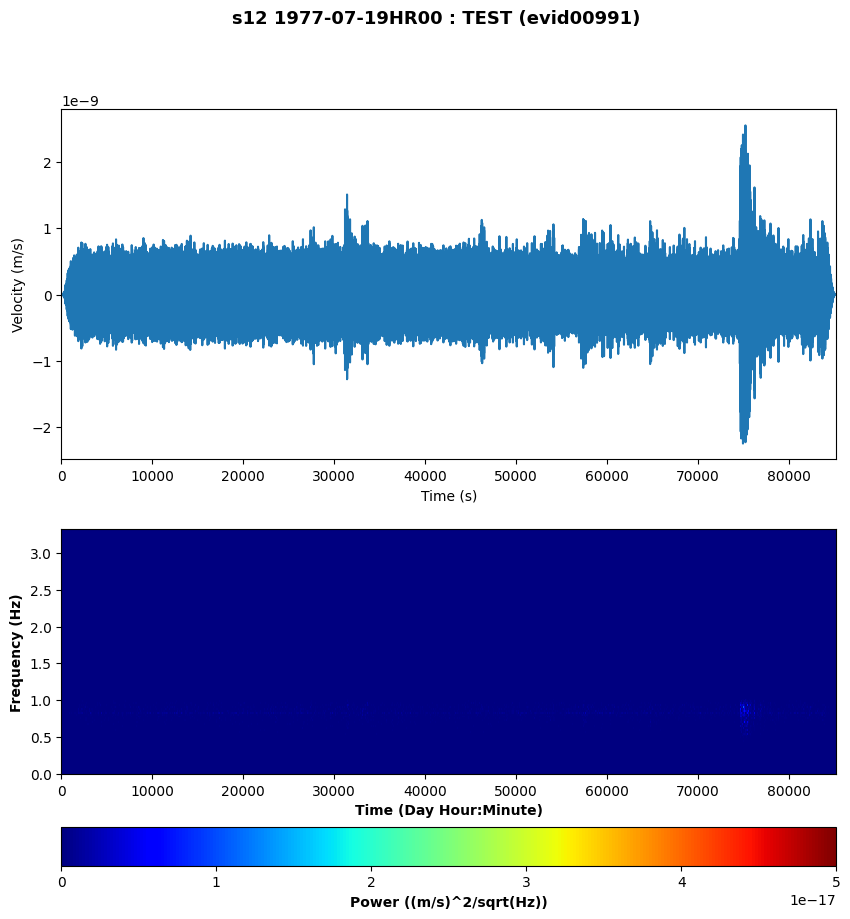 s12 1977-07-19HR00 : TEST (evid00991)
1e−9
2
1
0
−1
−2
Velocity (m/s)
0 10000 20000 30000 40000 50000 60000 70000 80000
Time (s)
3.0
2.5
2.0
1.5
1.0
0.5
0.0
Frequency (Hz)
0 10000 20000 30000 40000 50000 60000 70000 80000
Time (Day Hour:Minute)
0 1 2 3 4 5
1e−17
Power ((m/s)^2/sqrt(Hz))